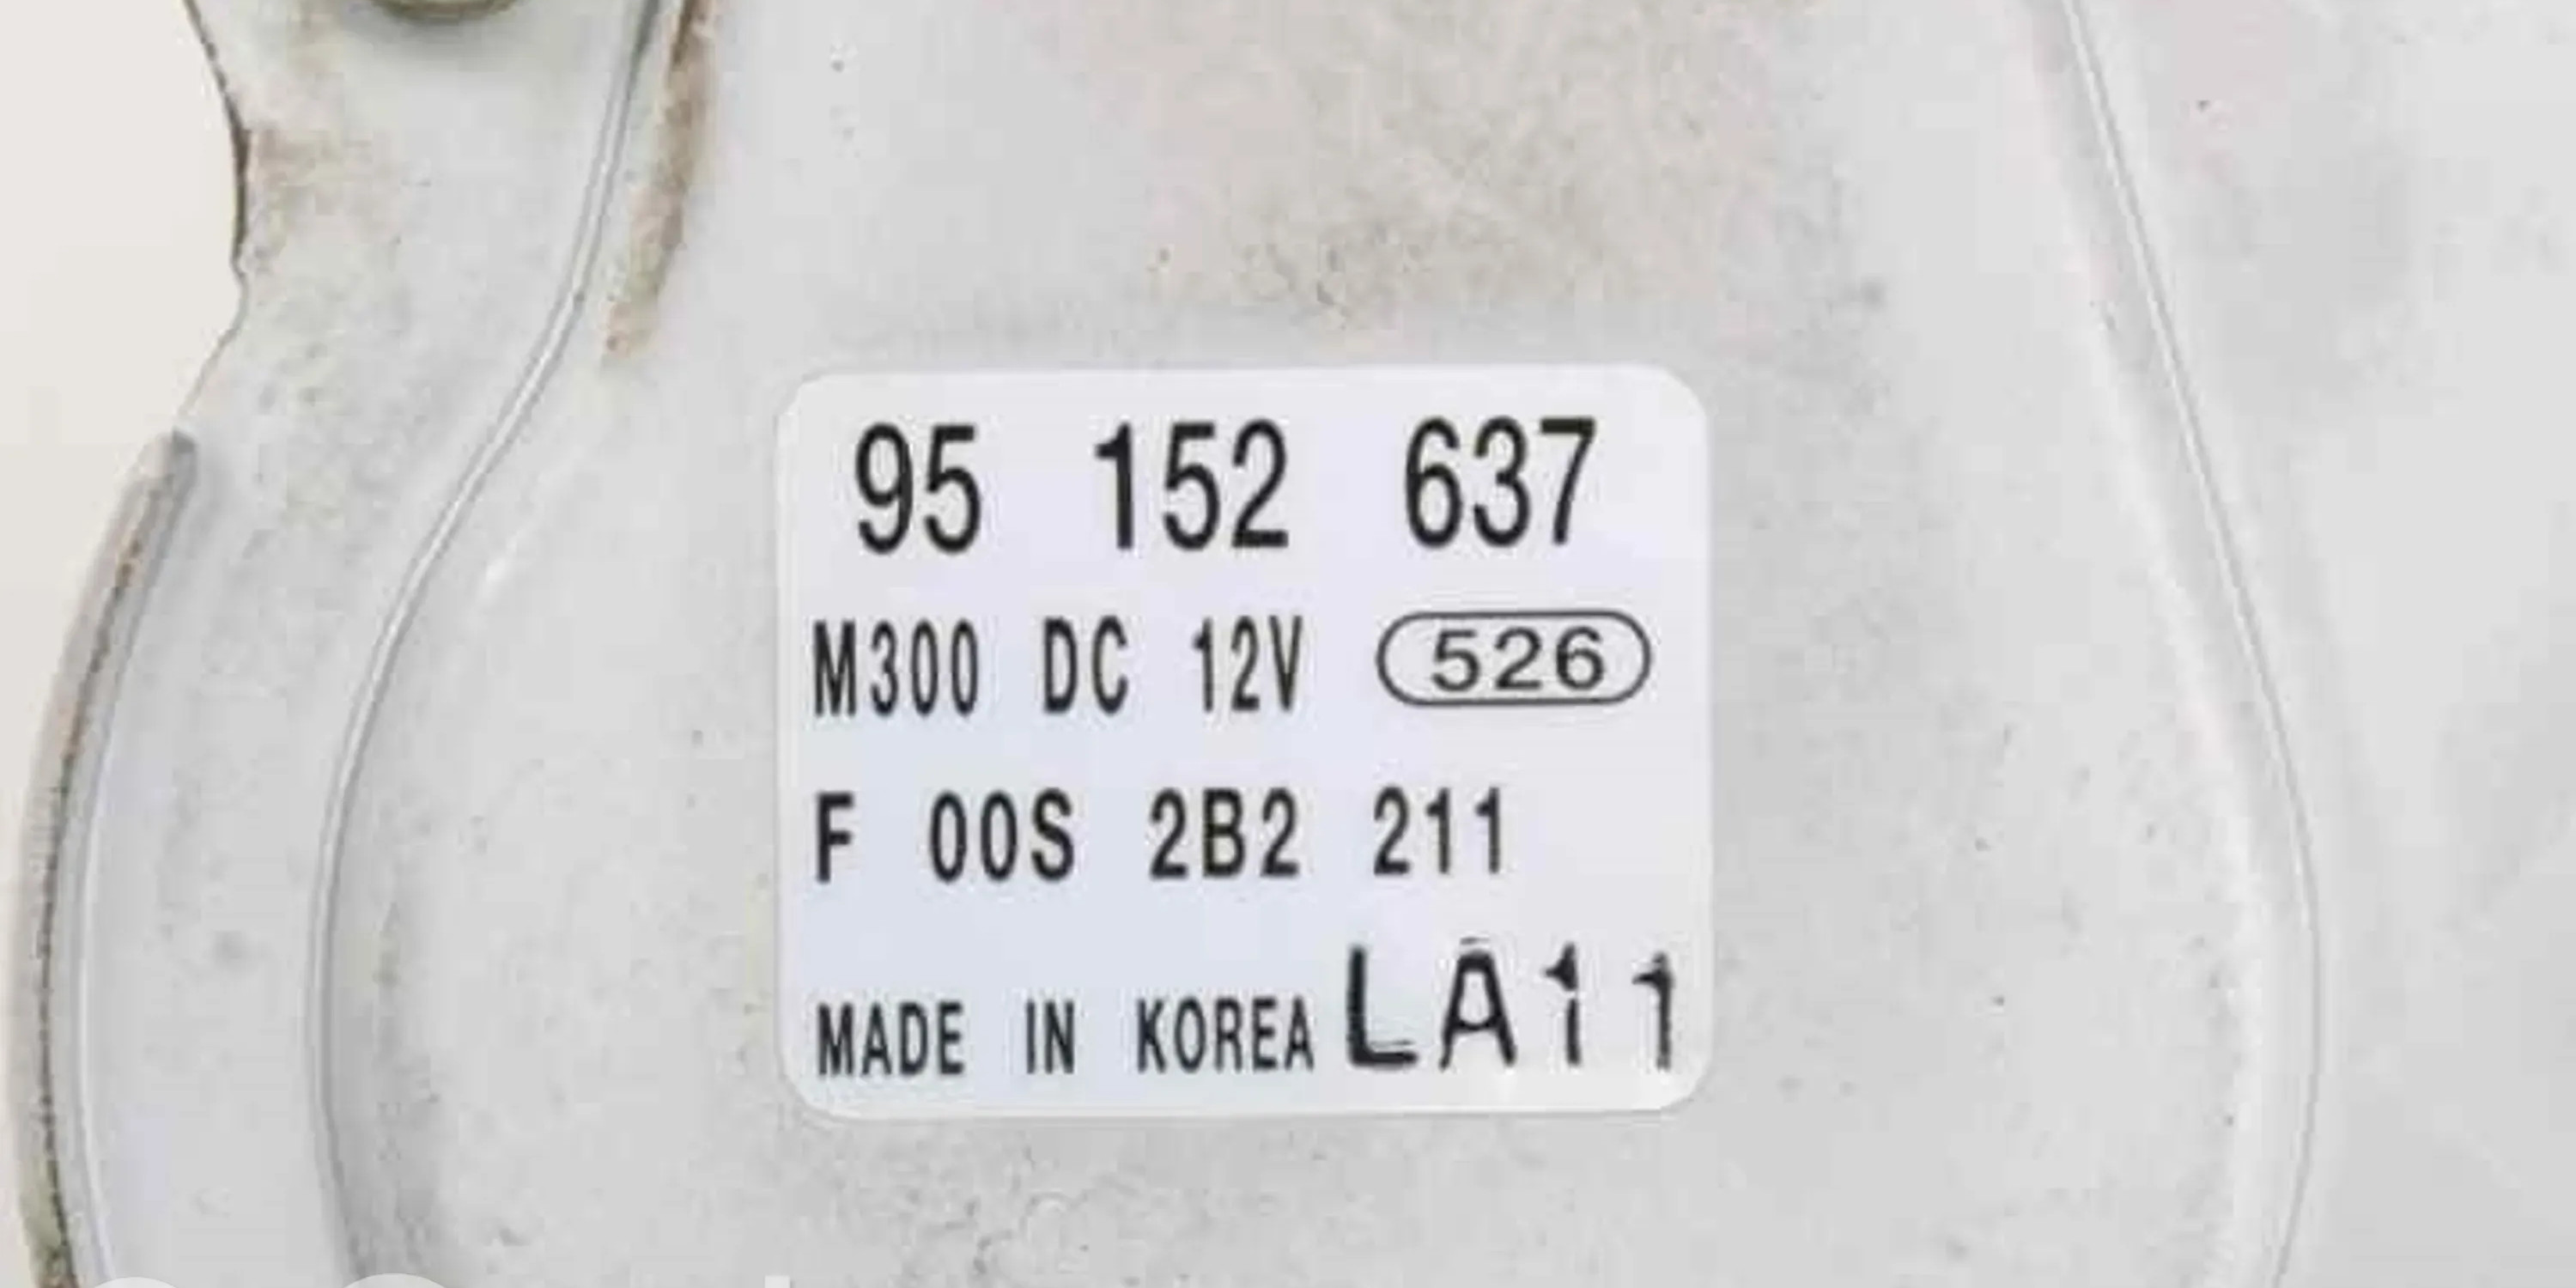 95 152 637
M300 DC 12V 526
F 00S 2B2 211
MADE IN KOREA LA11